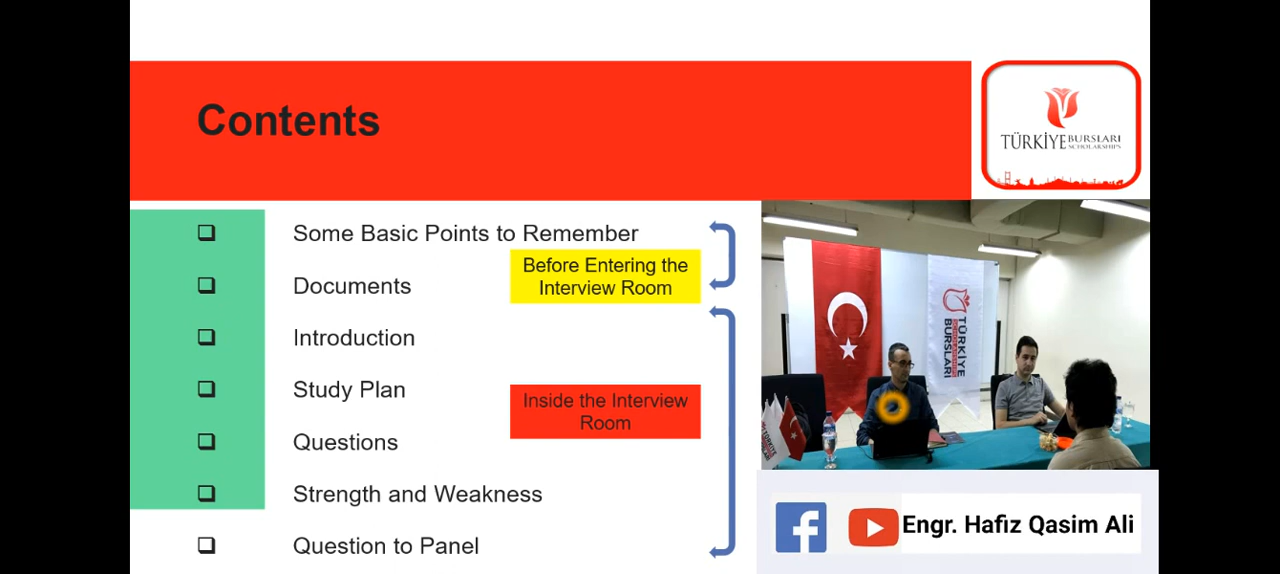 Contents
TÜRKİYE BURSLARI
SCHOLARSHIPS
Some Basic Points to Remember
Before Entering the
Interview Room
Documents
Introduction
Study Plan
Inside the Interview
Room
Questions
Strength and Weakness
Question to Panel
TÜRKİYE
BURSLARI
Engr. Hafiz Qasim Ali